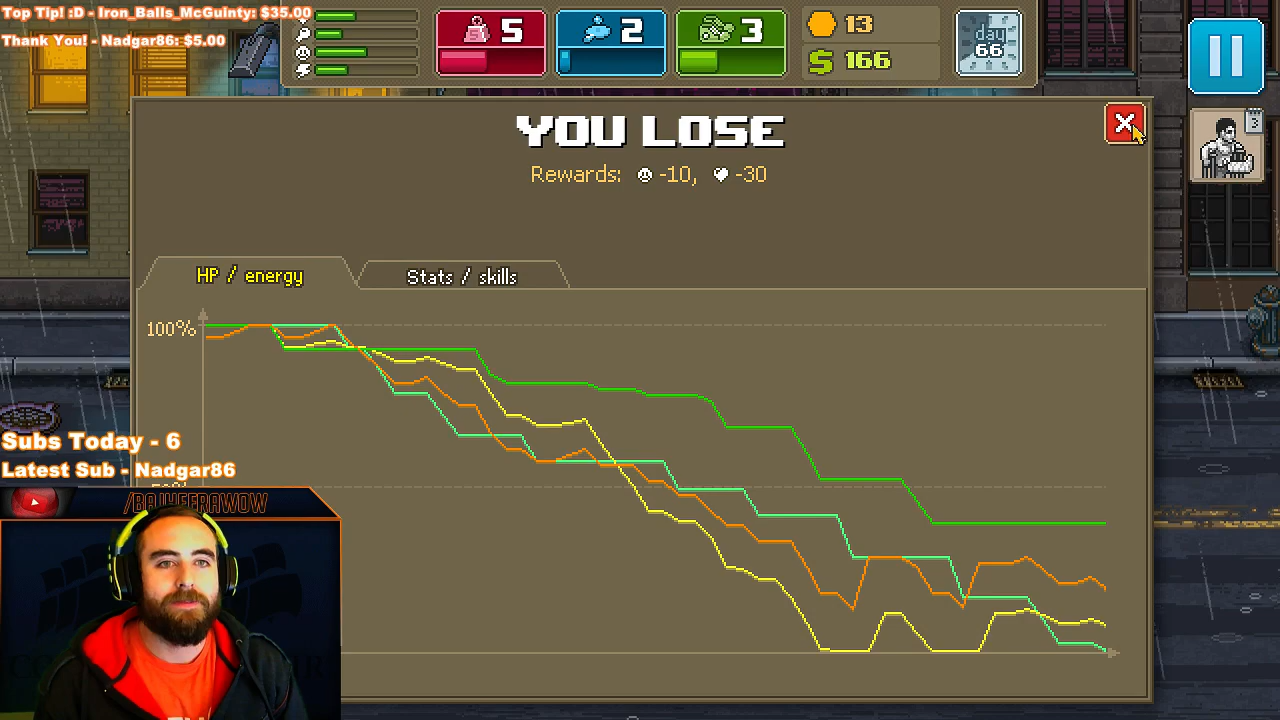 Top Tip! :D - Iron_Balls_McGuinty: $35.00
Thank You! - Nadgar86: $5.00
5
2
3
13
$ 166
day
66
3
YOU LOSE
Rewards: -10, -30
HP / energy
Stats / skills
100%
Subs Today - 6
Latest Sub - Nadgar86
/BAJHEERAWOW